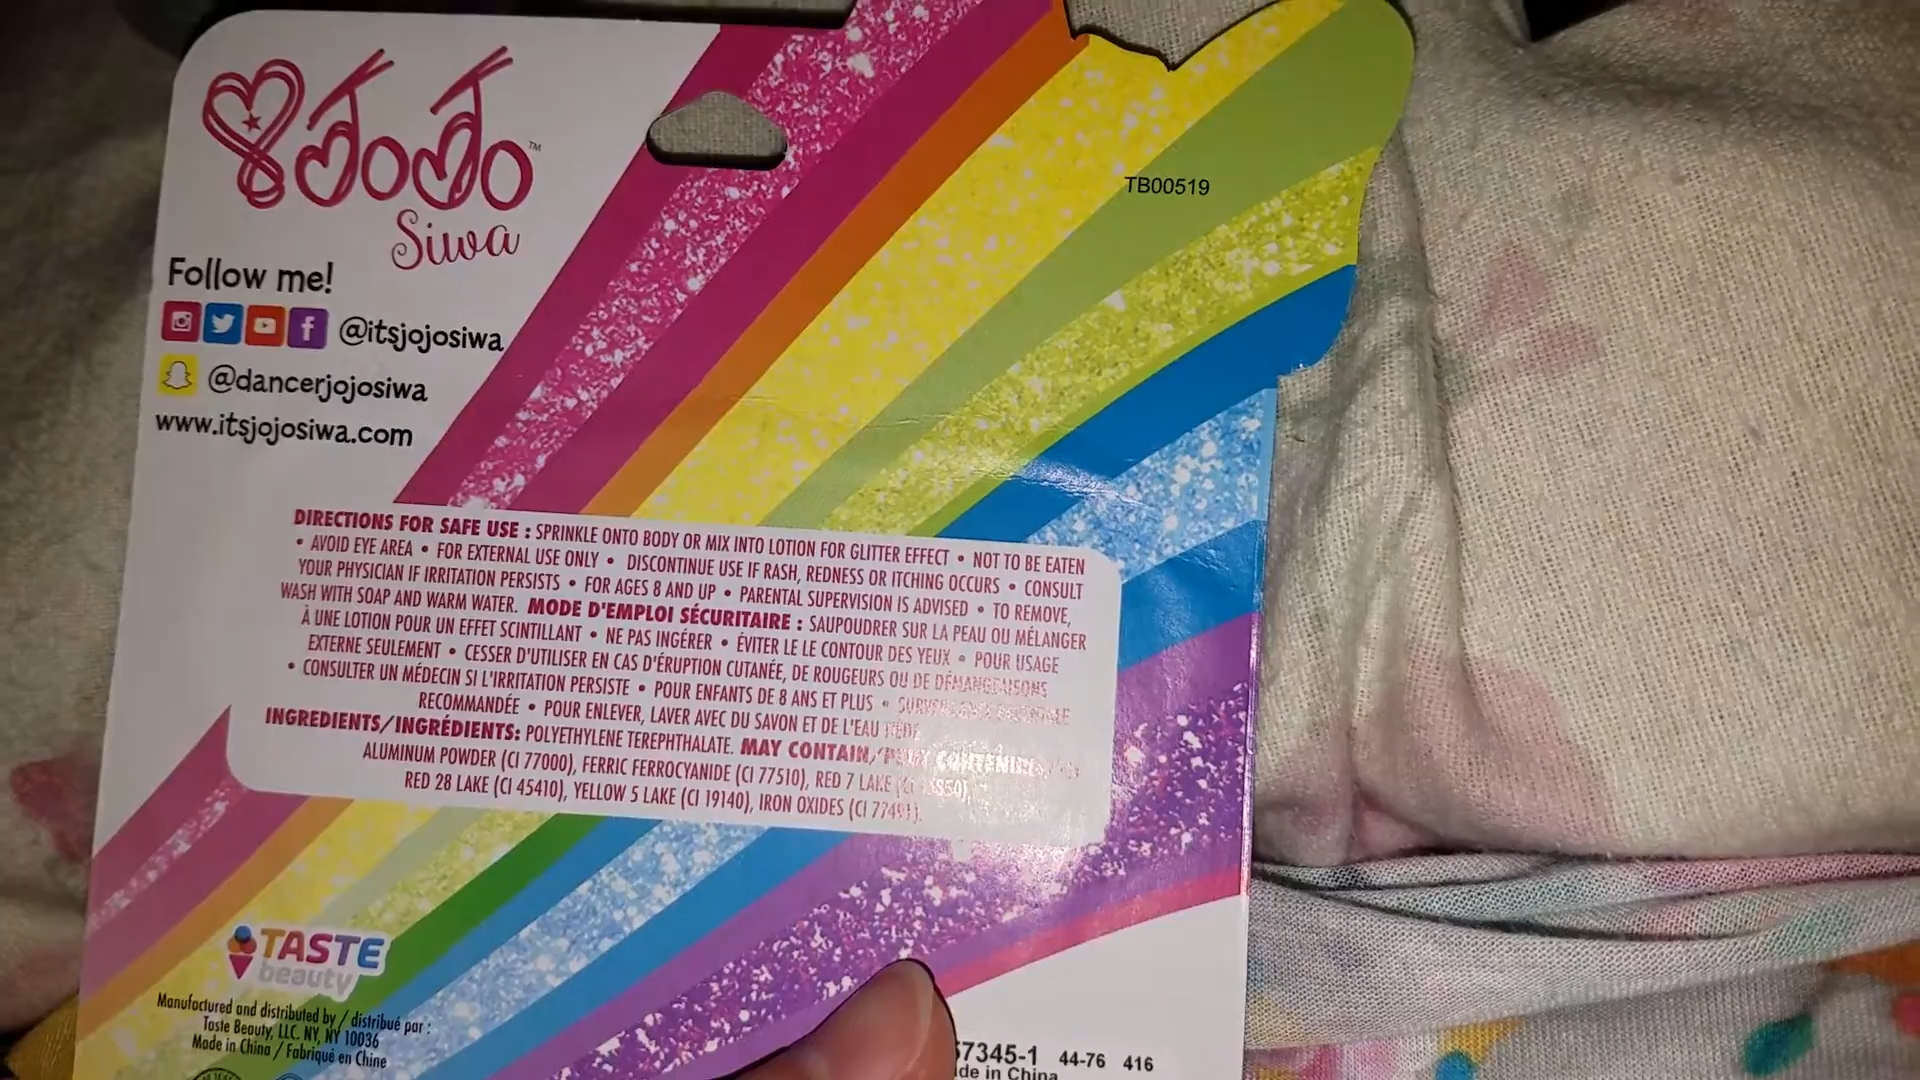 JoJo™
Siwa
Follow me!
@itsjojosiwa
@dancerjojosiwa
www.itsjojosiwa.com
TB00519
DIRECTIONS FOR SAFE USE : SPRINKLE ONTO BODY OR MIX INTO LOTION FOR GLITTER EFFECT • NOT TO BE EATEN
• AVOID EYE AREA • FOR EXTERNAL USE ONLY • DISCONTINUE USE IF RASH, REDNESS OR ITCHING OCCURS • CONSULT
YOUR PHYSICIAN IF IRRITATION PERSISTS • FOR AGES 8 AND UP • PARENTAL SUPERVISION IS ADVISED • TO REMOVE,
WASH WITH SOAP AND WARM WATER. MODE D'EMPLOI SÉCURITAIRE : SAUPOUDRER SUR LA PEAU OU MÉLANGER
À UNE LOTION POUR UN EFFET SCINTILLANT • NE PAS INGÉRER • ÉVITER LE LE CONTOUR DES YEUX • POUR USAGE
EXTERNE SEULEMENT • CESSER D'UTILISER EN CAS D'ÉRUPTION CUTANÉE, DE ROUGEURS OU DE DÉMANGEAISONS
• CONSULTER UN MÉDECIN SI L'IRRITATION PERSISTE • POUR ENFANTS DE 8 ANS ET PLUS • SURVEILLANCE PARENTALE
RECOMMANDÉE • POUR ENLEVER, LAVER AVEC DU SAVON ET DE L'EAU TIÈDE.
INGREDIENTS/INGRÉDIENTS: POLYETHYLENE TEREPHTHALATE. MAY CONTAIN/PEUT CONTENIR
ALUMINUM POWDER (CI 77000), FERRIC FERROCYANIDE (CI 77510), RED 7 LAKE
RED 28 LAKE (CI 45410), YELLOW 5 LAKE (CI 19140), IRON OXIDES (CI 77491).
TASTE
beauty
Manufactured and distributed by / distribué par :
Taste Beauty, LLC. NY, NY 10036
Made in China / Fabriqué en Chine
57345-1 44-76 416
in China